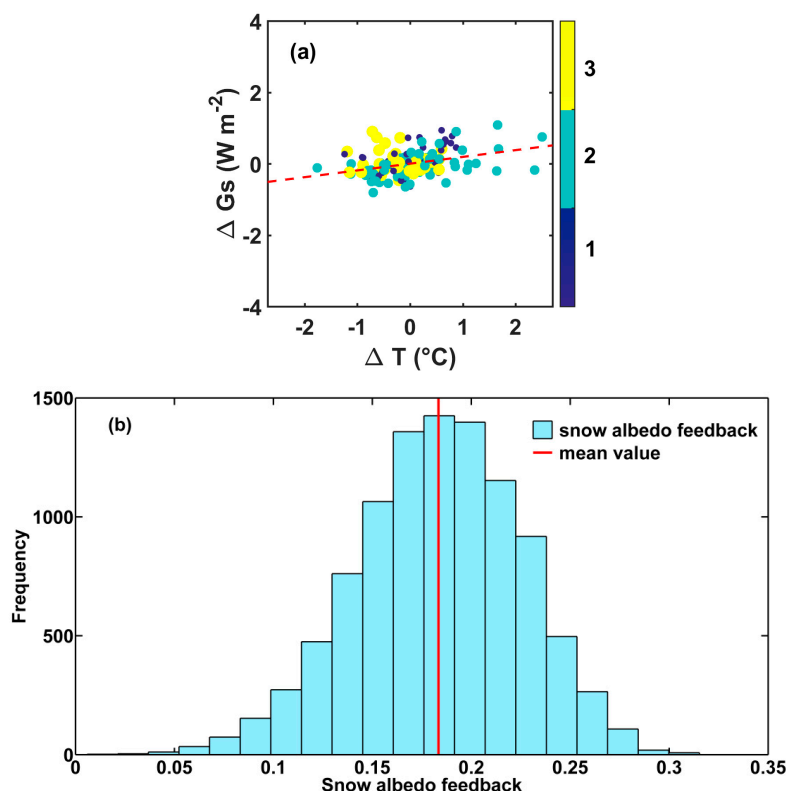 (a)
4
2
0
-2
-4
Δ Gs (W m-2)
-2 -1 0 1 2
Δ T (°C)
3
2
1
(b)
1500
1000
500
0
Frequency
snow albedo feedback
mean value
0 0.05 0.1 0.15 0.2 0.25 0.3 0.35
Snow albedo feedback